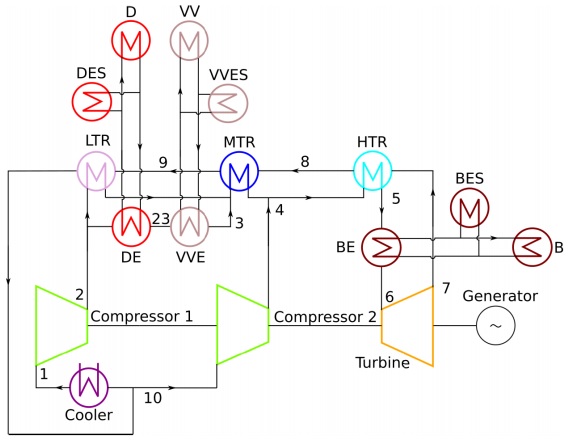 D
VV
DES
VVES
LTR
9
MTR
8
HTR
5
BES
23
3
4
DE
VVE
BE
B
2
6
7
Compressor 1
Compressor 2
Generator
~
1
Turbine
10
Cooler